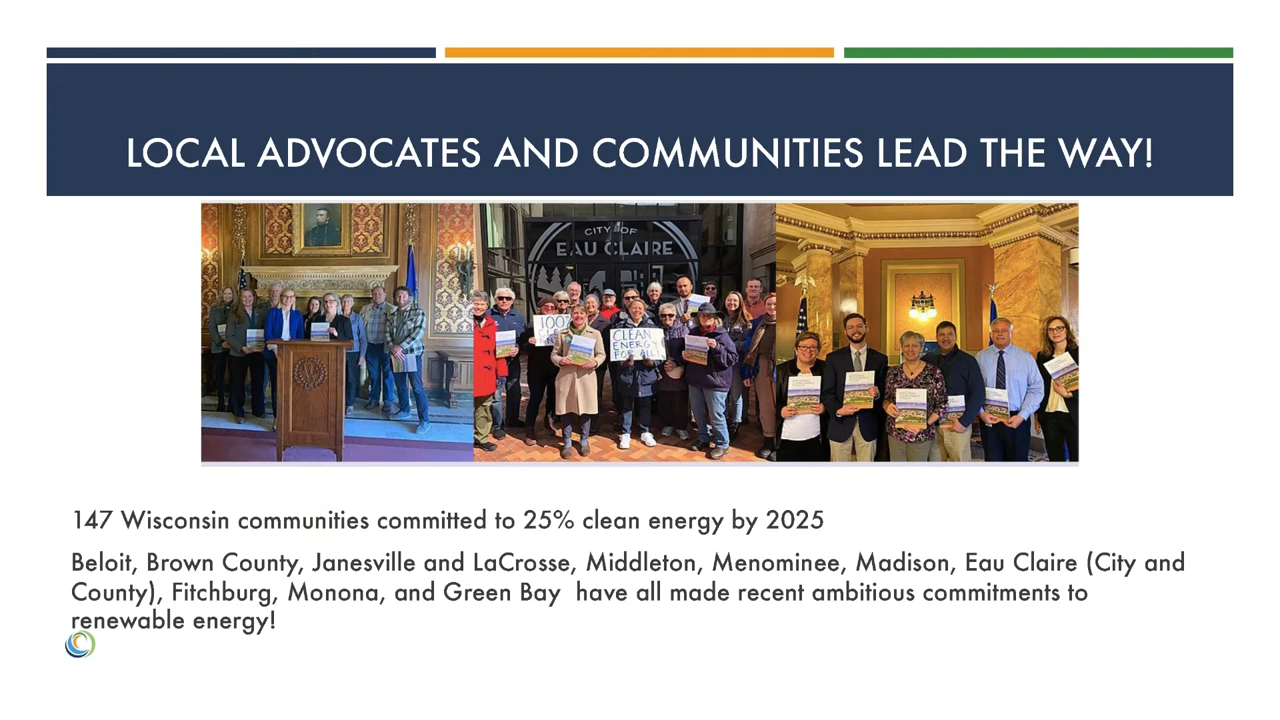 LOCAL ADVOCATES AND COMMUNITIES LEAD THE WAY!
CITY OF
EAU CLAIRE
100%
CLEAN
ENERGY
FOR ALL!
147 Wisconsin communities committed to 25% clean energy by 2025
Beloit, Brown County, Janesville and LaCrosse, Middleton, Menominee, Madison, Eau Claire (City and
County), Fitchburg, Monona, and Green Bay  have all made recent ambitious commitments to
renewable energy!